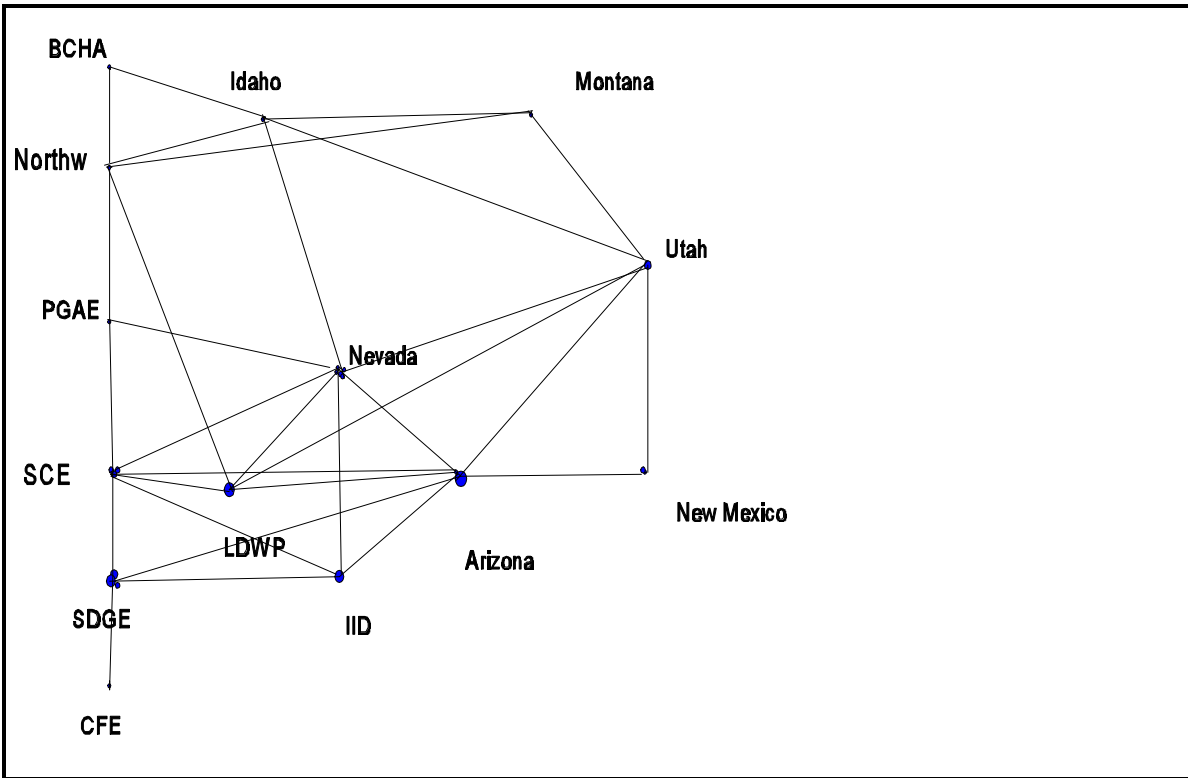 BCHA
Idaho
Montana
Northw
Utah
PGAE
Nevada
SCE
New Mexico
LDWP
Arizona
SDGE
IID
CFE